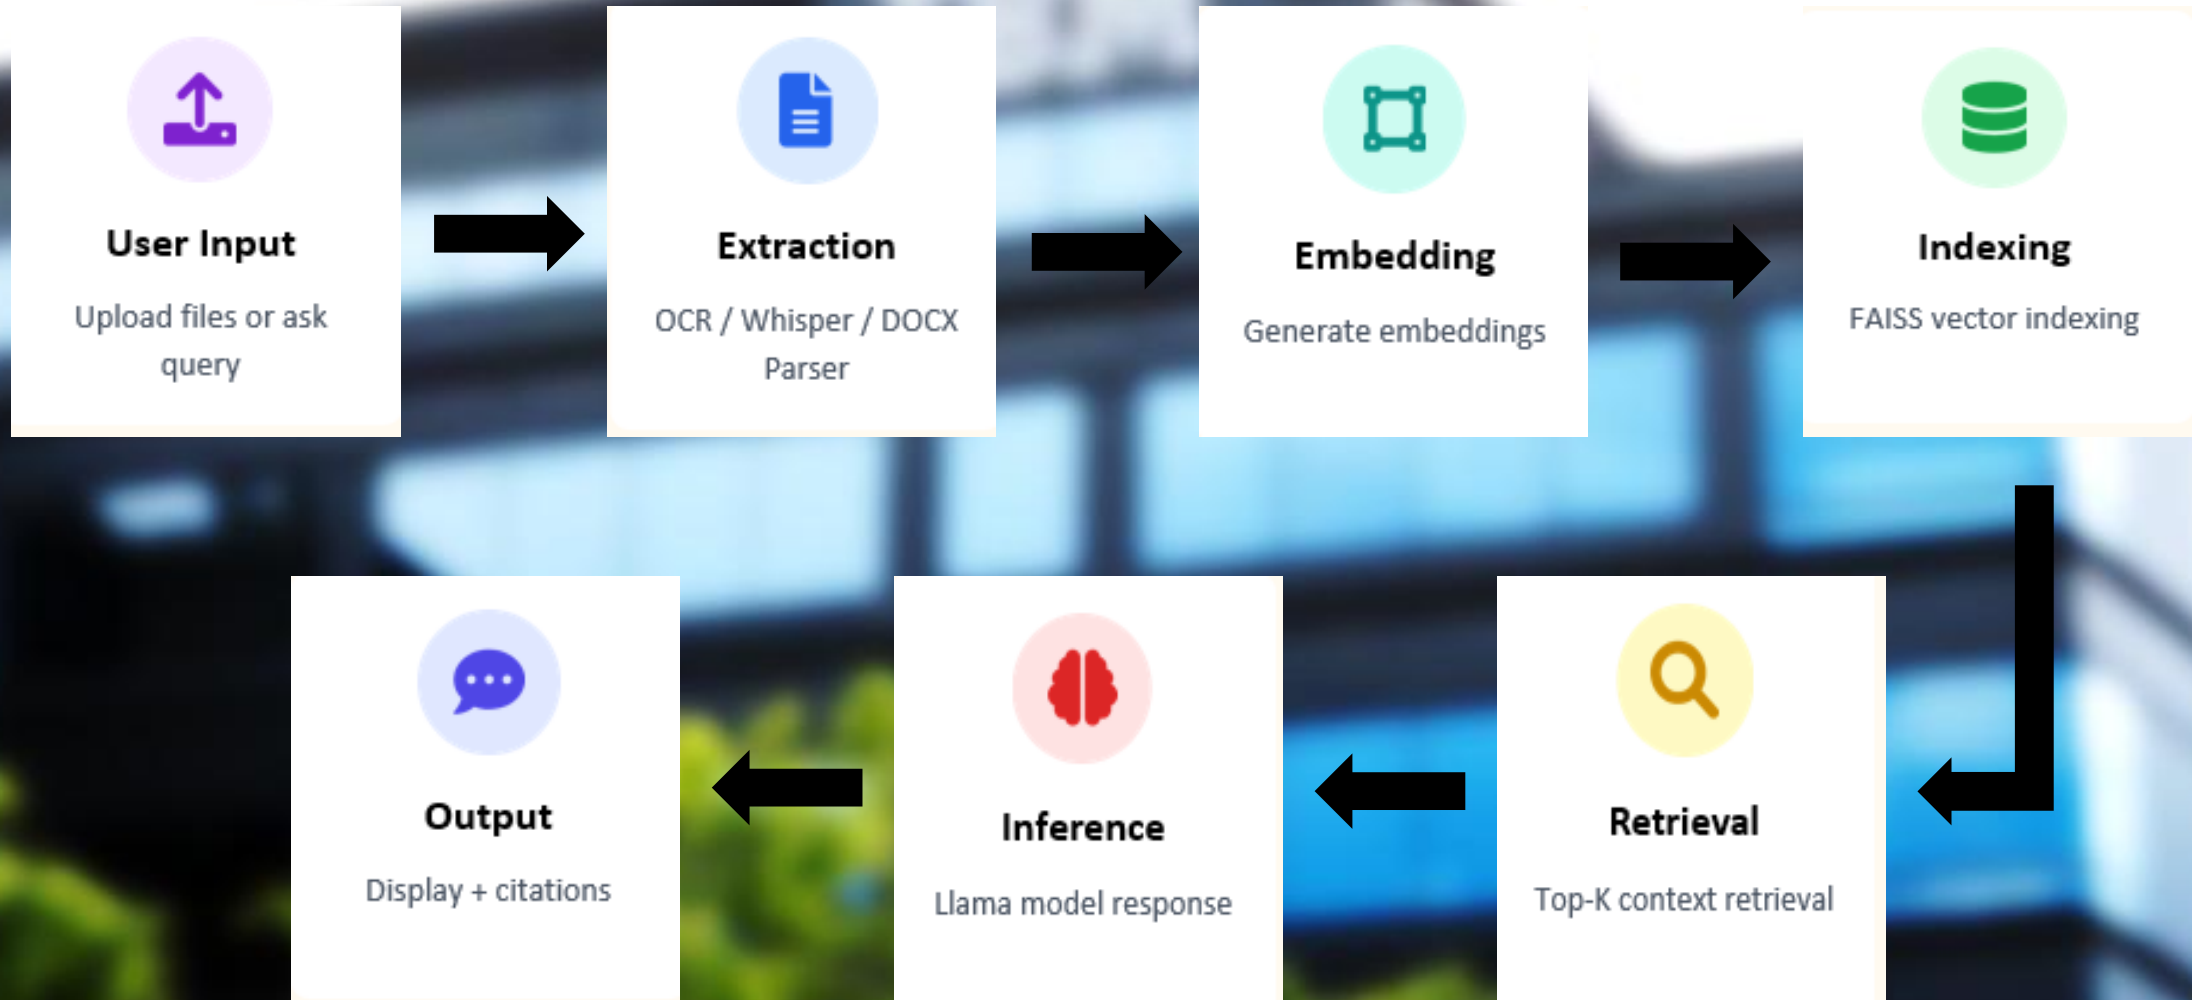 User Input
Upload files or ask
query
Extraction
OCR / Whisper / DOCX
Parser
Embedding
Generate embeddings
Indexing
FAISS vector indexing
Retrieval
Top-K context retrieval
Inference
Llama model response
Output
Display + citations